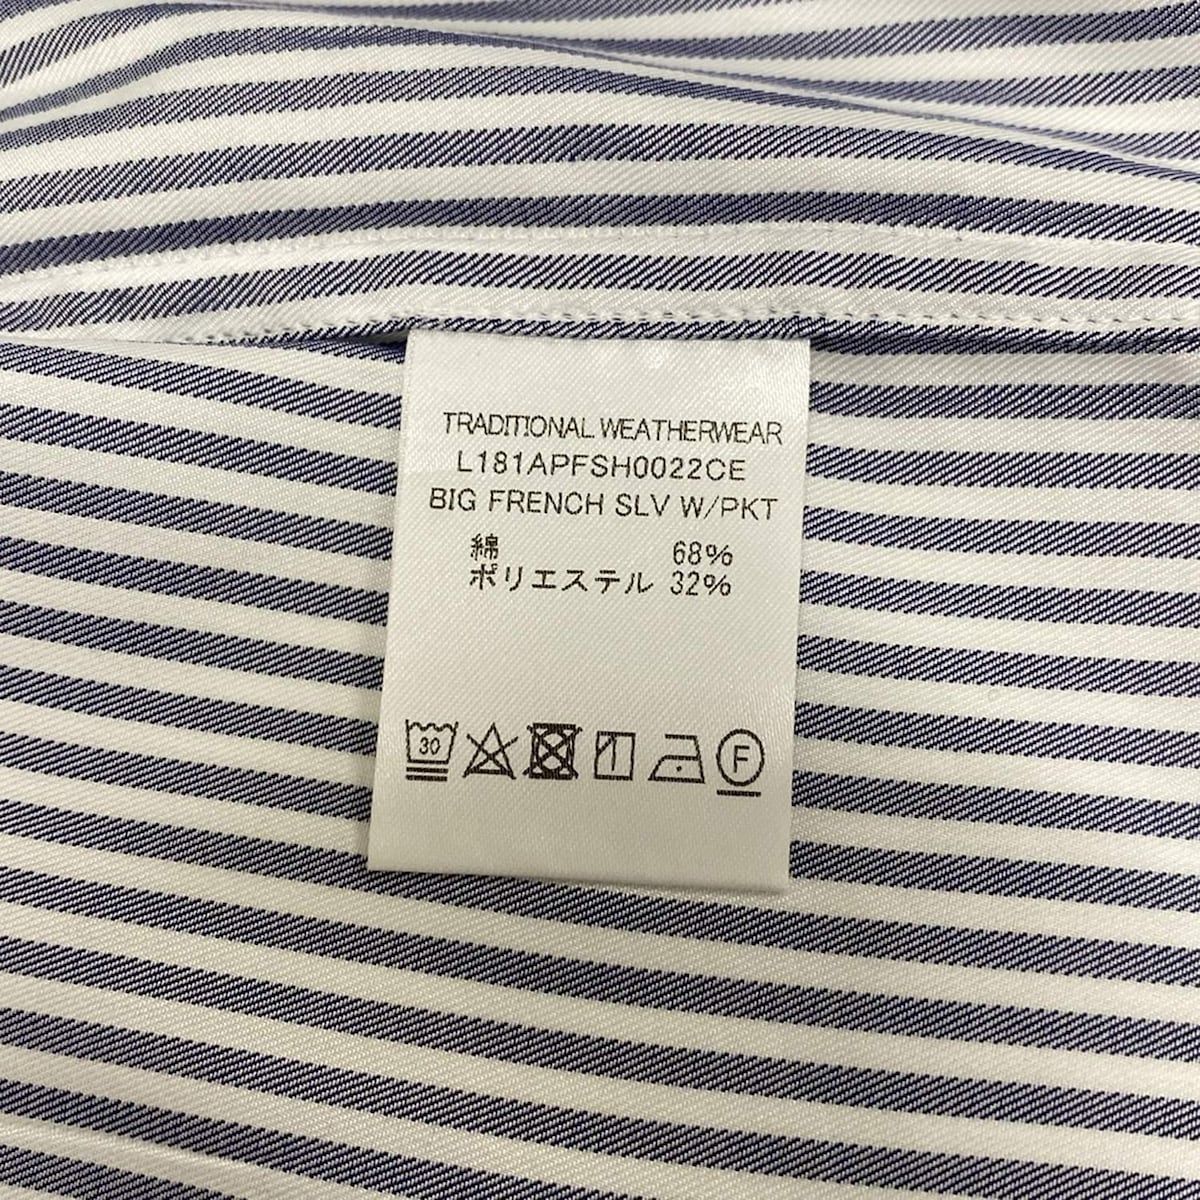 TRADITIONAL WEATHERWEAR
L181APFSH0022CE
BIG FRENCH SLV W/PKT
綿 68%
ポリエステル 32%
30 F